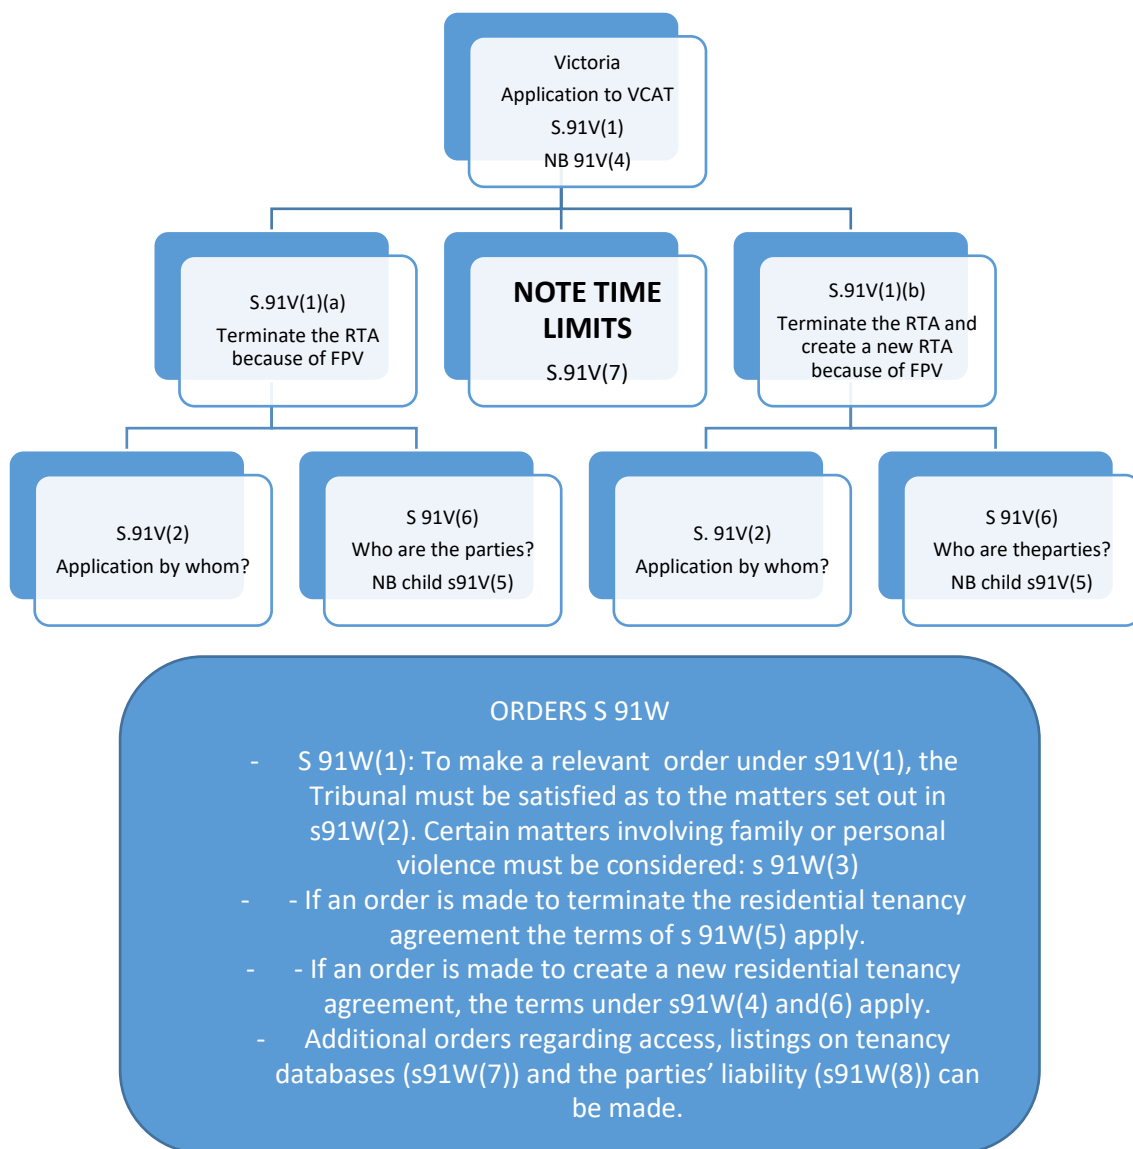 Victoria
Application to VCAT
S.91V(1)
NB 91V(4)
S.91V(1)(a)
Terminate the RTA
because of FPV
NOTE TIME
LIMITS
S.91V(7)
S.91V(1)(b)
Terminate the RTA and
create a new RTA
because of FPV
S.91V(2)
Application by whom?
S 91V(6)
Who are the parties?
NB child s91V(5)
S. 91V(2)
Application by whom?
S 91V(6)
Who are theparties?
NB child s91V(5)
ORDERS S 91W
- S 91W(1): To make a relevant  order under s91V(1), the
Tribunal must be satisfied as to the matters set out in
s91W(2). Certain matters involving family or personal
violence must be considered: s 91W(3)
- - If an order is made to terminate the residential tenancy
agreement the terms of s 91W(5) apply.
- - If an order is made to create a new residential tenancy
agreement, the terms under s91W(4) and(6) apply.
- Additional orders regarding access, listings on tenancy
databases (s91W(7)) and the parties’ liability (s91W(8)) can
be made.